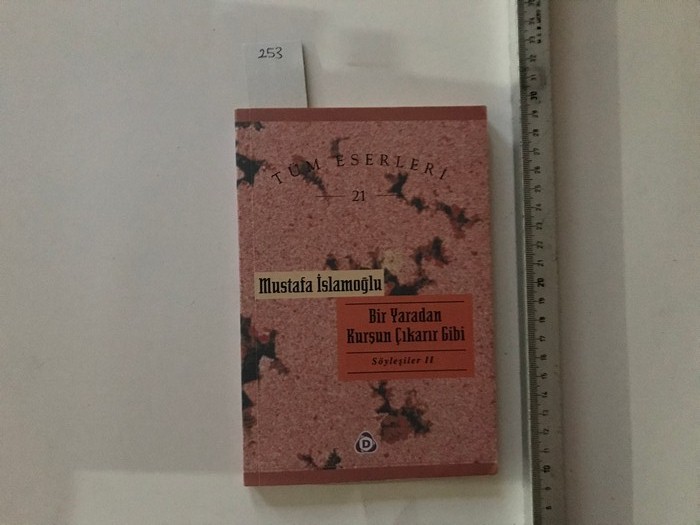 253
TÜM ESERLERİ
21
Mustafa İslamoğlu
Bir Yaradan
Kurşun Çıkarır Gibi
Söyleşiler II
D